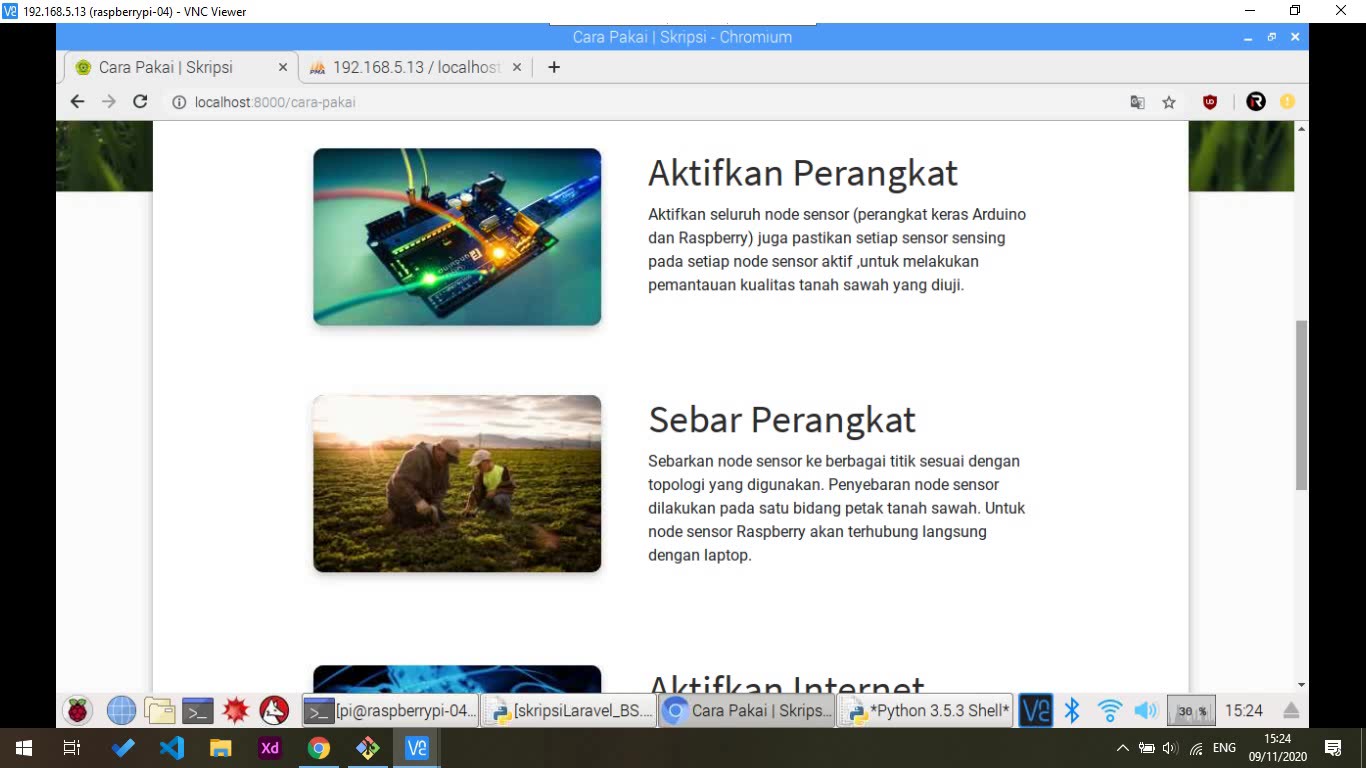 192.168.5.13 (raspberrypi-04) - VNC Viewer
Cara Pakai | Skripsi - Chromium
Cara Pakai | Skripsi
192.168.5.13 / localhost
localhost:8000/cara-pakai
Aktifkan Perangkat
Aktifkan seluruh node sensor (perangkat keras Arduino
dan Raspberry) juga pastikan setiap sensor sensing
pada setiap node sensor aktif ,untuk melakukan
pemantauan kualitas tanah sawah yang diuji.
Sebar Perangkat
Sebarkan node sensor ke berbagai titik sesuai dengan
topologi yang digunakan. Penyebaran node sensor
dilakukan pada satu bidang petak tanah sawah. Untuk
node sensor Raspberry akan terhubung langsung
dengan laptop.
Aktifkan Internet
[pi@raspberrypi-04...
[skripsiLaravel_BS....
Cara Pakai | Skrips...
*Python 3.5.3 Shell*
30 %
15:24
Xd
ENG
15:24
09/11/2020